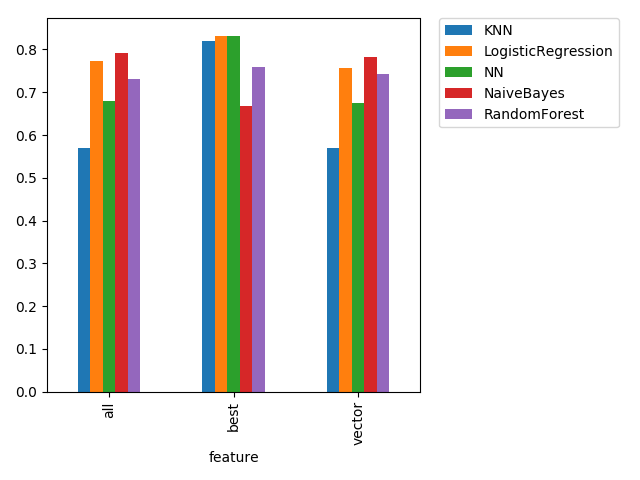 0.8
0.7
0.6
0.5
0.4
0.3
0.2
0.1
0.0
all
best
vector
feature
KNN
LogisticRegression
NN
NaiveBayes
RandomForest